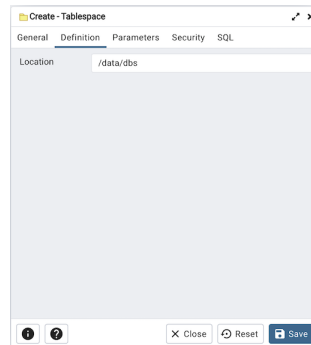 Create - Tablespace
General Definition Parameters Security SQL
Location /data/dbs
Close Reset Save